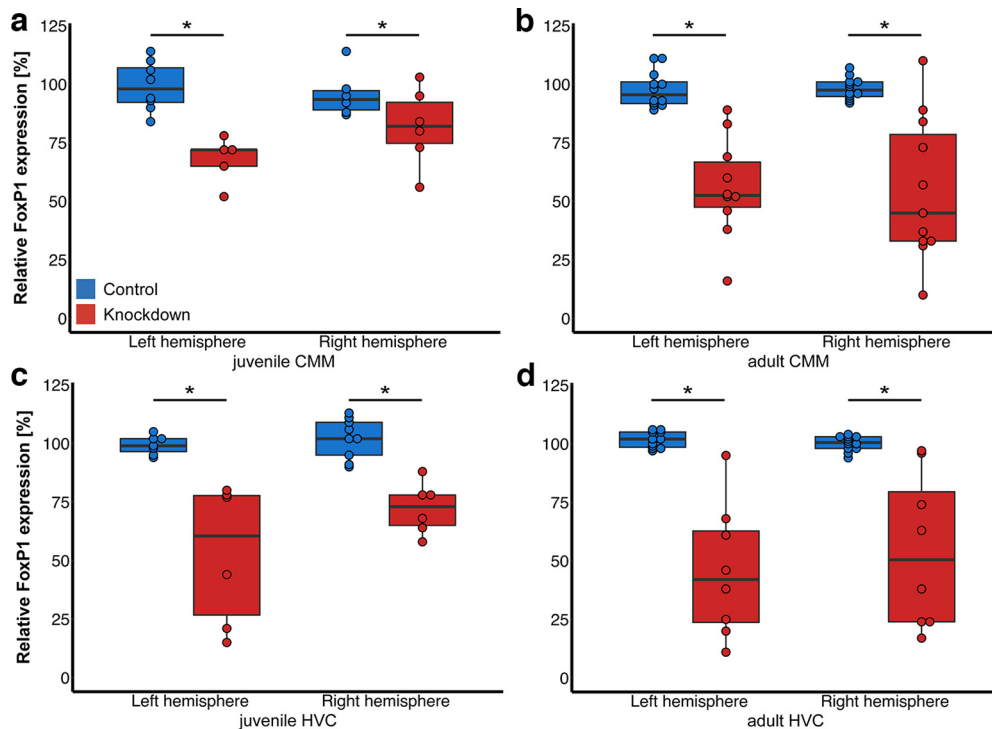 a
b
Relative FoxP1 expression [%]
125
100
75
50
25
0
*
*
Control
Knockdown
Left hemisphere
Right hemisphere
juvenile CMM
125
100
75
50
25
0
*
*
Left hemisphere
Right hemisphere
adult CMM
c
d
Relative FoxP1 expression [%]
125
100
75
50
25
0
*
*
Left hemisphere
Right hemisphere
juvenile HVC
125
100
75
50
25
0
*
*
Left hemisphere
Right hemisphere
adult HVC